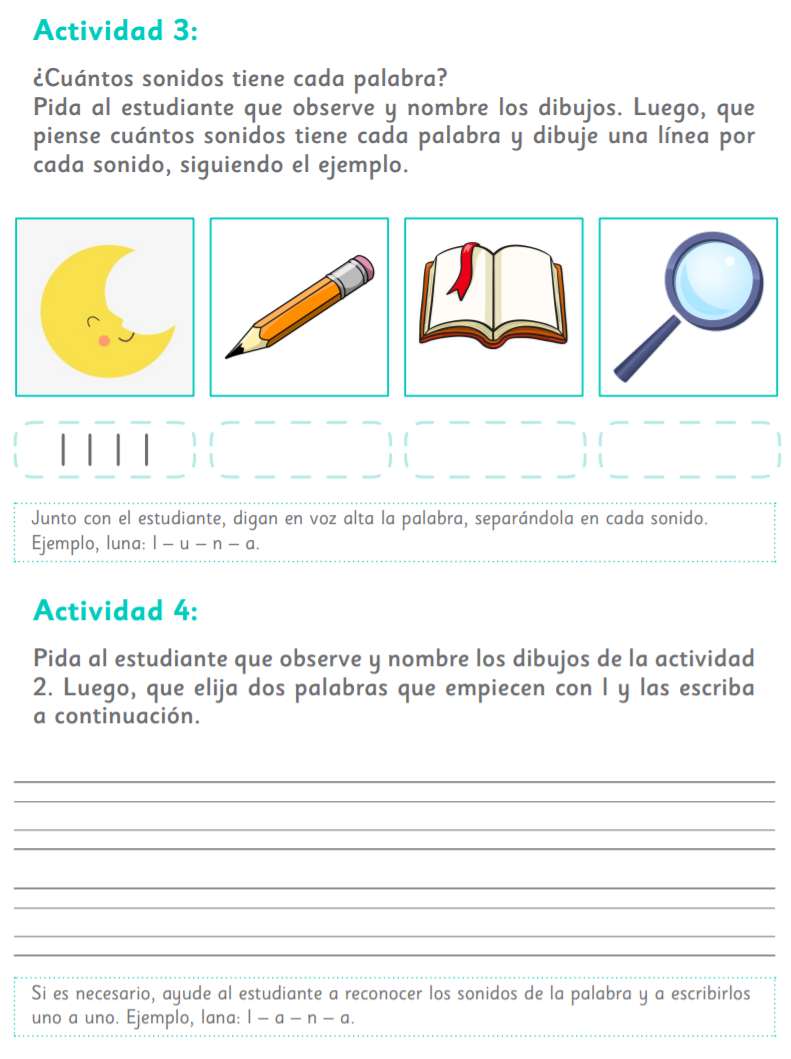 Actividad 3:
¿Cuántos sonidos tiene cada palabra?
Pida al estudiante que observe y nombre los dibujos. Luego, que
piense cuántos sonidos tiene cada palabra y dibuje una línea por
cada sonido, siguiendo el ejemplo.
Junto con el estudiante, digan en voz alta la palabra, separándola en cada sonido.
Ejemplo, luna: l – u – n – a.
Actividad 4:
Pida al estudiante que observe y nombre los dibujos de la actividad
2. Luego, que elija dos palabras que empiecen con l y las escriba
a continuación.
Si es necesario, ayude al estudiante a reconocer los sonidos de la palabra y a escribirlos
uno a uno. Ejemplo, lana: l – a – n – a.